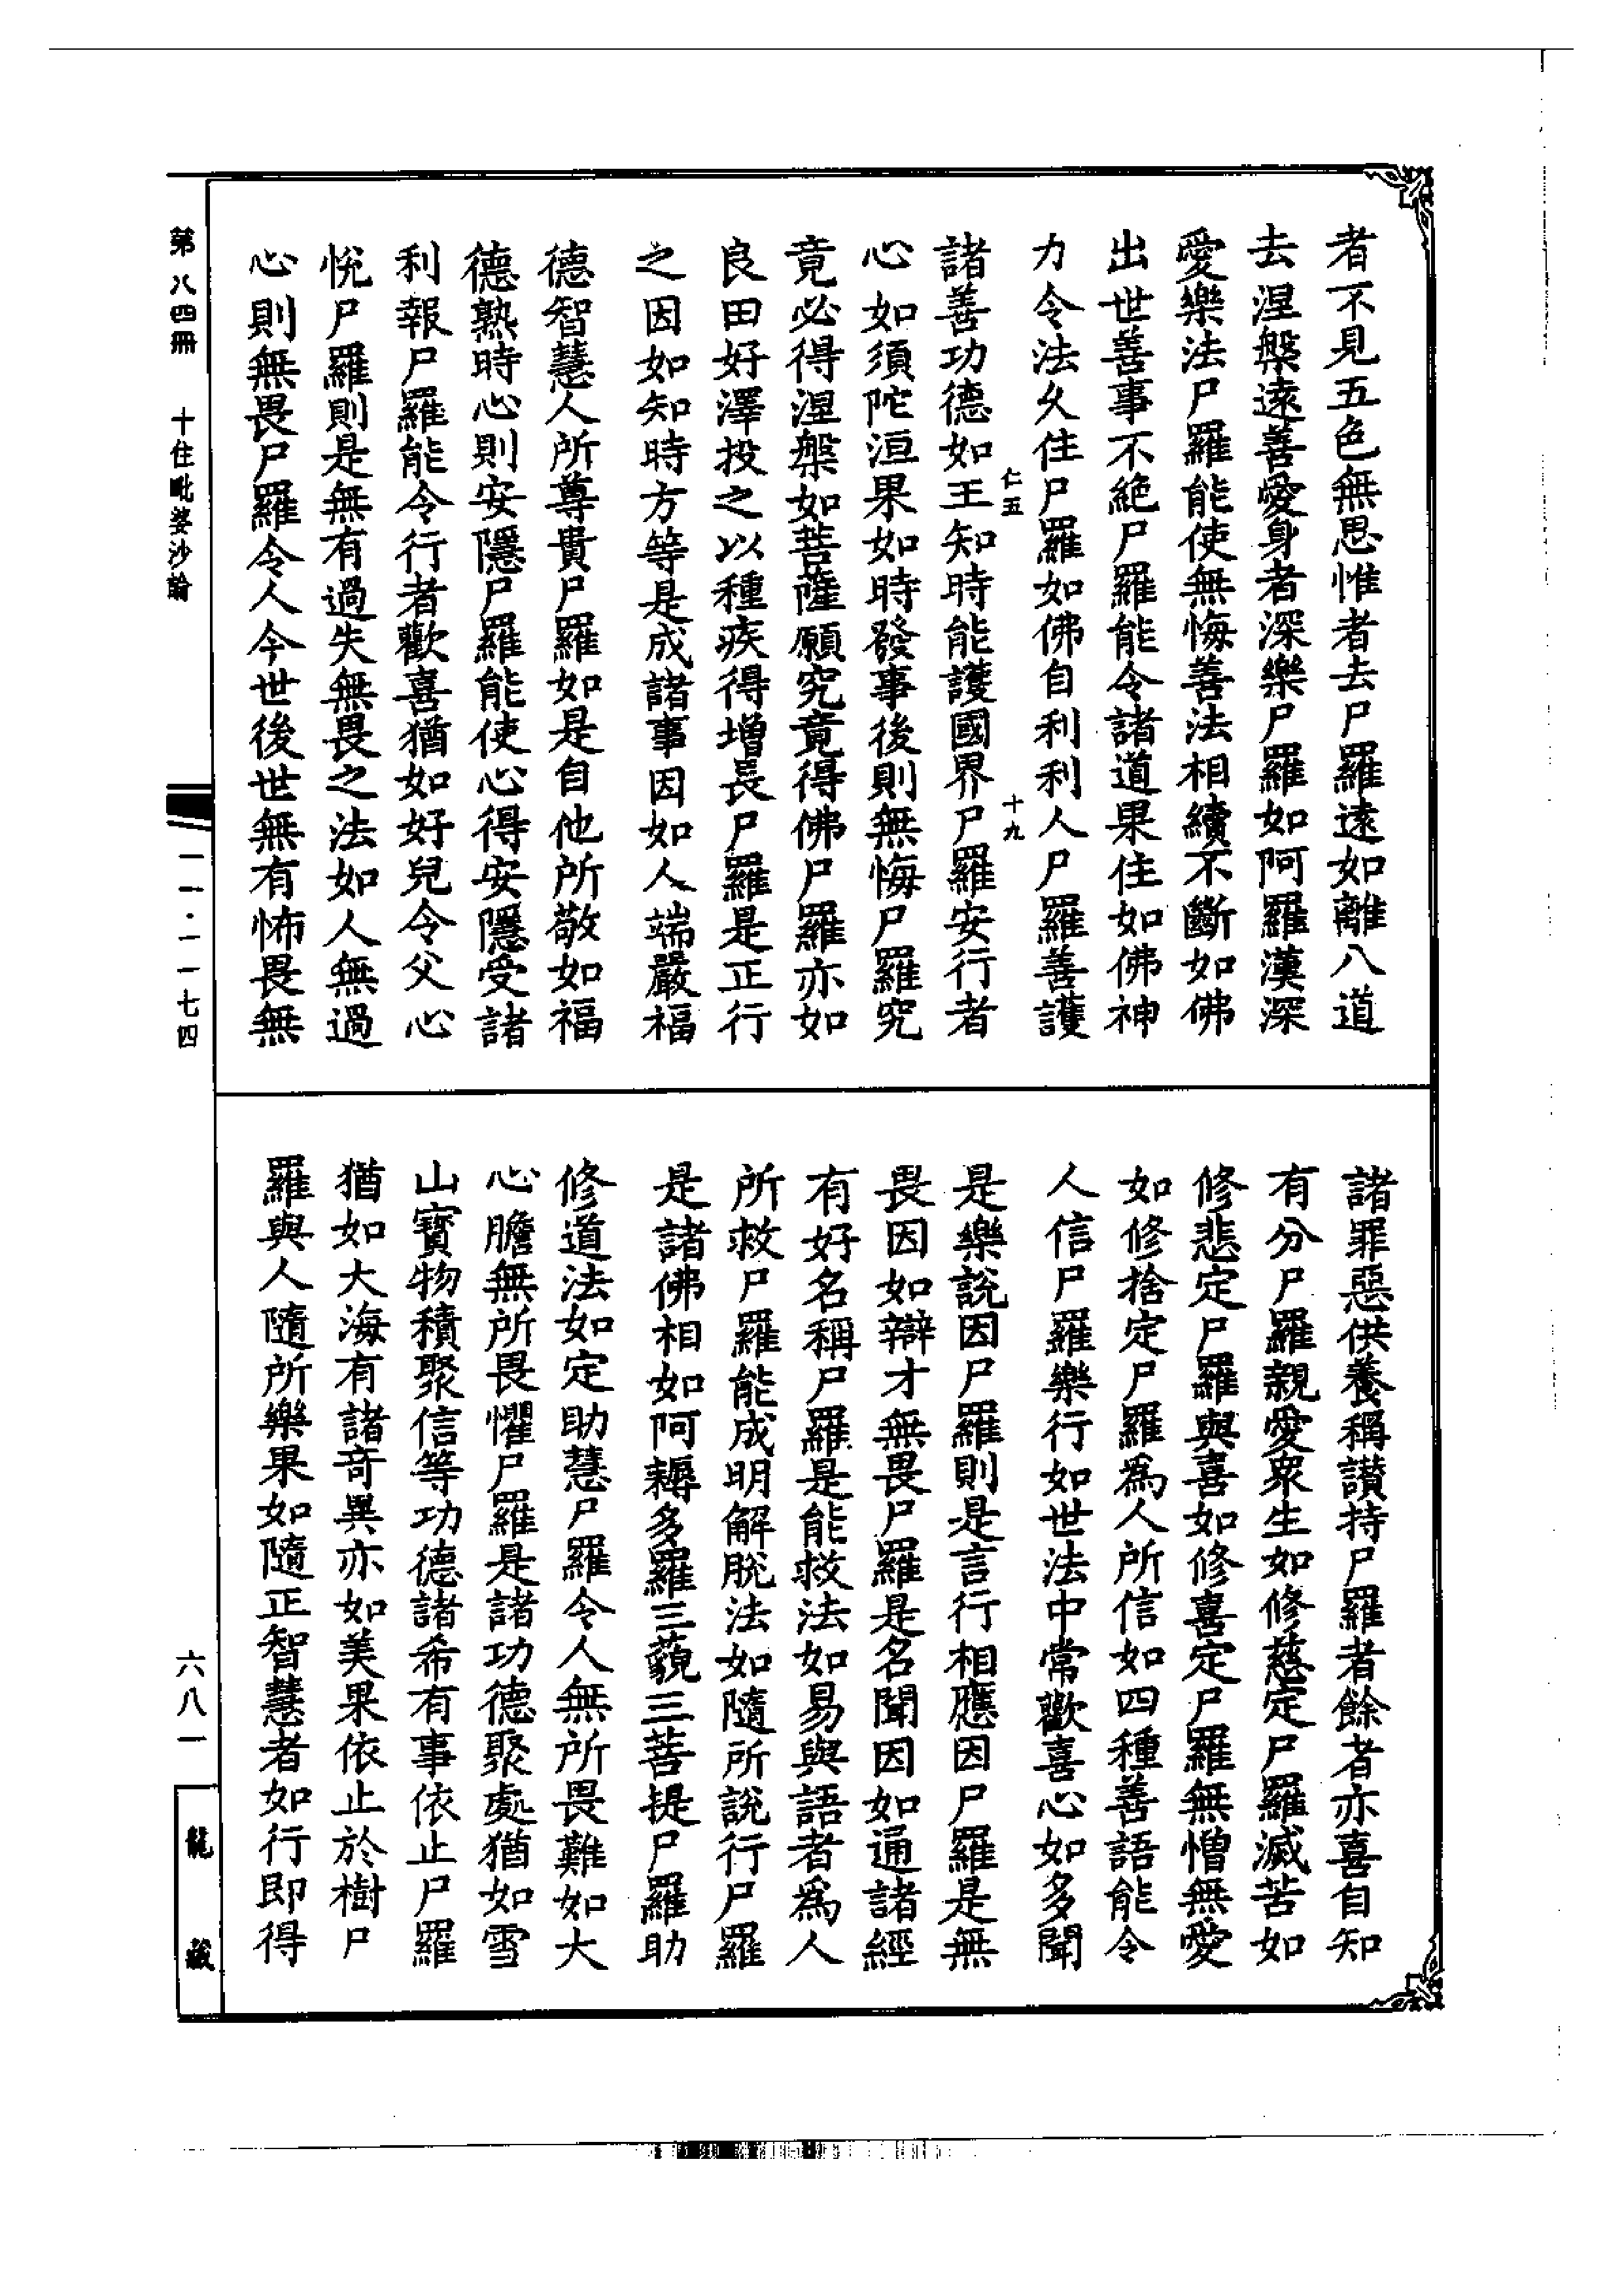 者不見五色無思惟者去尸羅遠如離八道
去涅槃遠善愛身者深樂尸羅如阿羅漢深
愛樂法尸羅能使無悔善法相續不斷如佛
出世善事不絕尸羅能令諸道果住如佛神
力令法久住尸羅如佛自利利人尸羅善護
仁五 十九
諸善功德如王知時能護國界尸羅安行者
心如須陀洹果如時發事後則無悔尸羅究
竟必得涅槃如菩薩願究竟得佛尸羅亦如
良田好澤投之以種疾得增長尸羅是正行
之因如知時方等是成諸事因如人端嚴福
德智慧人所尊貴尸羅如是自他所敬如福
德熟時心則安隱尸羅能使心得安隱受諸
利報尸羅能令行者歡喜猶如好兒令父心
悅尸羅則是無有過失無畏之法如人無過
心則無畏尸羅令人今世後世無有怖畏無
諸罪惡供養稱讚持尸羅者餘者亦喜自知
有分尸羅親愛衆生如修慈定尸羅滅苦如
修悲定尸羅與喜如修喜定尸羅無憎無愛
如修捨定尸羅爲人所信如四種善語能令
人信尸羅樂行如世法中常歡喜心如多聞
是樂說因尸羅則是言行相應因尸羅是無
畏因如辯才無畏尸羅是名聞因如通諸經
有好名稱尸羅是能救法如易與語者爲人
所救尸羅能成明解脫法如隨所說行尸羅
是諸佛相如阿耨多羅三藐三菩提尸羅助
修道法如定助慧尸羅令人無所畏難如大
心膽無所畏懼尸羅是諸功德聚處猶如雪
山寶物積聚信等功德諸希有事依止尸羅
猶如大海有諸奇異亦如美果依止於樹尸
羅與人隨所樂果如隨正智慧者如行即得
第八四冊 十住毗婆沙論
一一·一一七四
六八一
龍藏